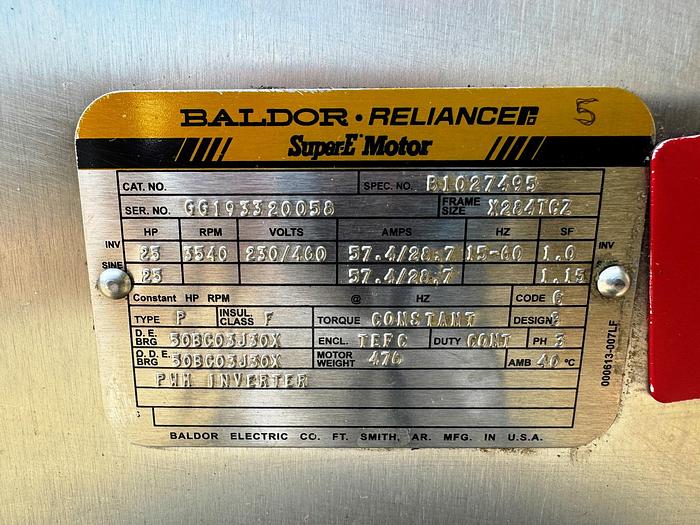 BALDOR • RELIANCE 5
Super-E Motor
CAT. NO. SPEC. NO. B1027495
SER. NO. GG193320058 FRAME SIZE X284TCZ
HP RPM VOLTS AMPS HZ SF
INV 25 3540 230/460 57.4/28.7 15-60 1.0 INV
SINE 25 57.4/28.7 1.15
Constant HP RPM @ HZ CODE G
TYPE P INSUL. CLASS F TORQUE CONSTANT DESIGN
D. E. BRG 50BC03J30X ENCL. TEFC DUTY CONT PH 3
O. D. E. BRG 50BC03J30X MOTOR WEIGHT 476 AMB 40 °C
PWM INVERTER
000613-007LF
BALDOR ELECTRIC CO. FT. SMITH, AR. MFG. IN U.S.A.